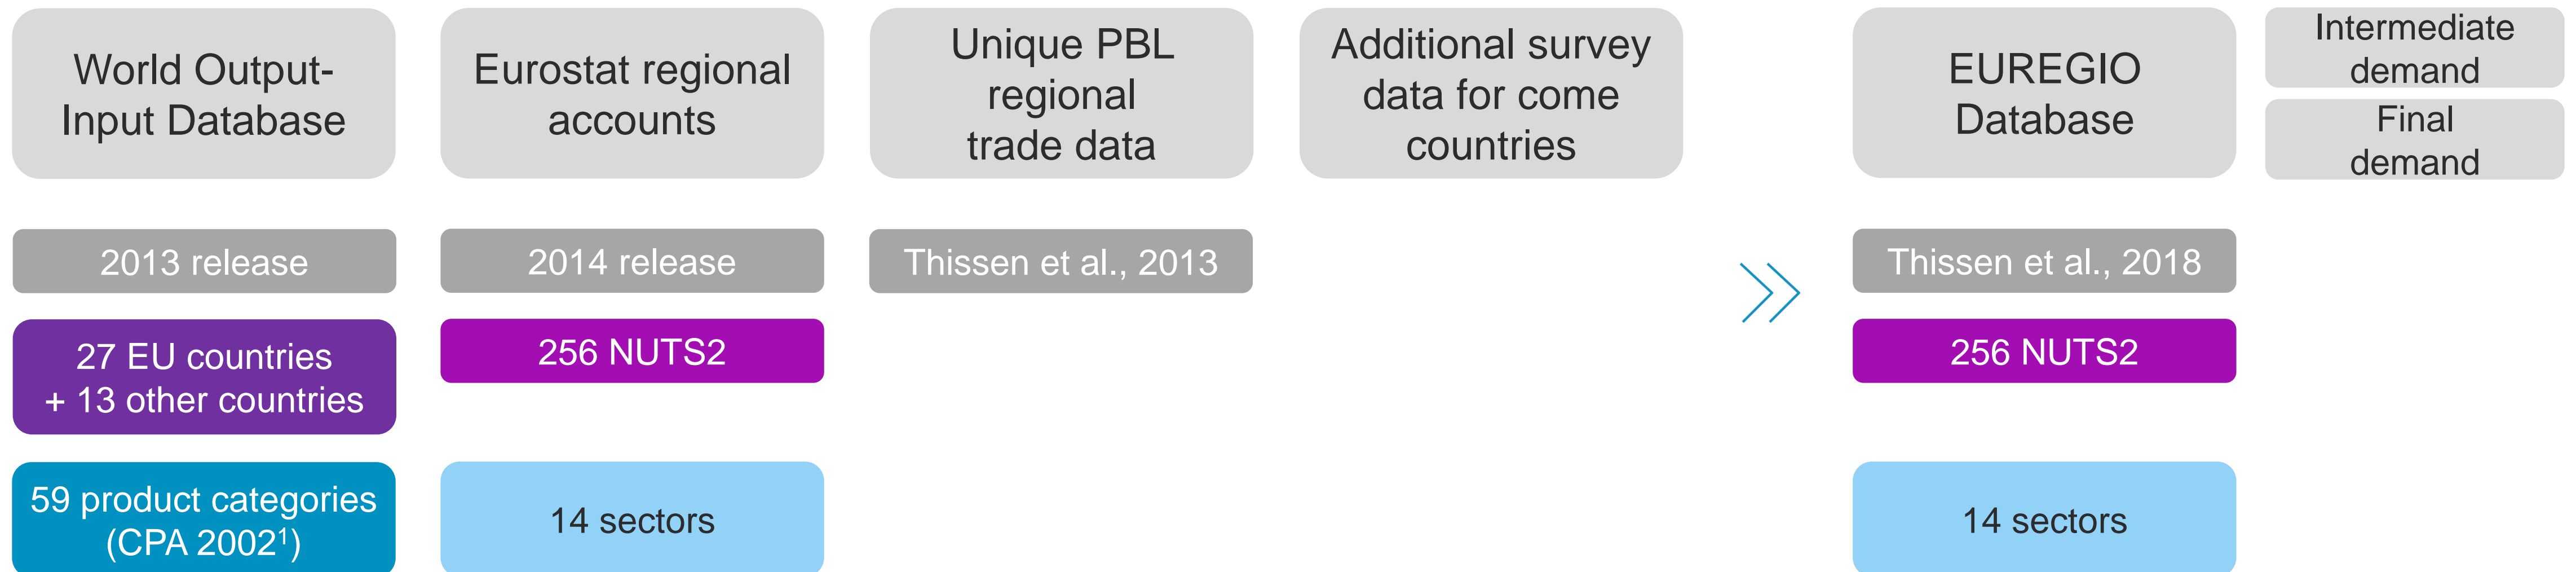 World Output-
Input Database
Eurostat regional
accounts
Unique PBL
regional
trade data
Additional survey
data for come
countries
EUREGIO
Database
Intermediate
demand
Final
demand
2013 release
2014 release
Thissen et al., 2013
Thissen et al., 2018
27 EU countries
+ 13 other countries
256 NUTS2
256 NUTS2
59 product categories
(CPA 2002¹)
14 sectors
14 sectors